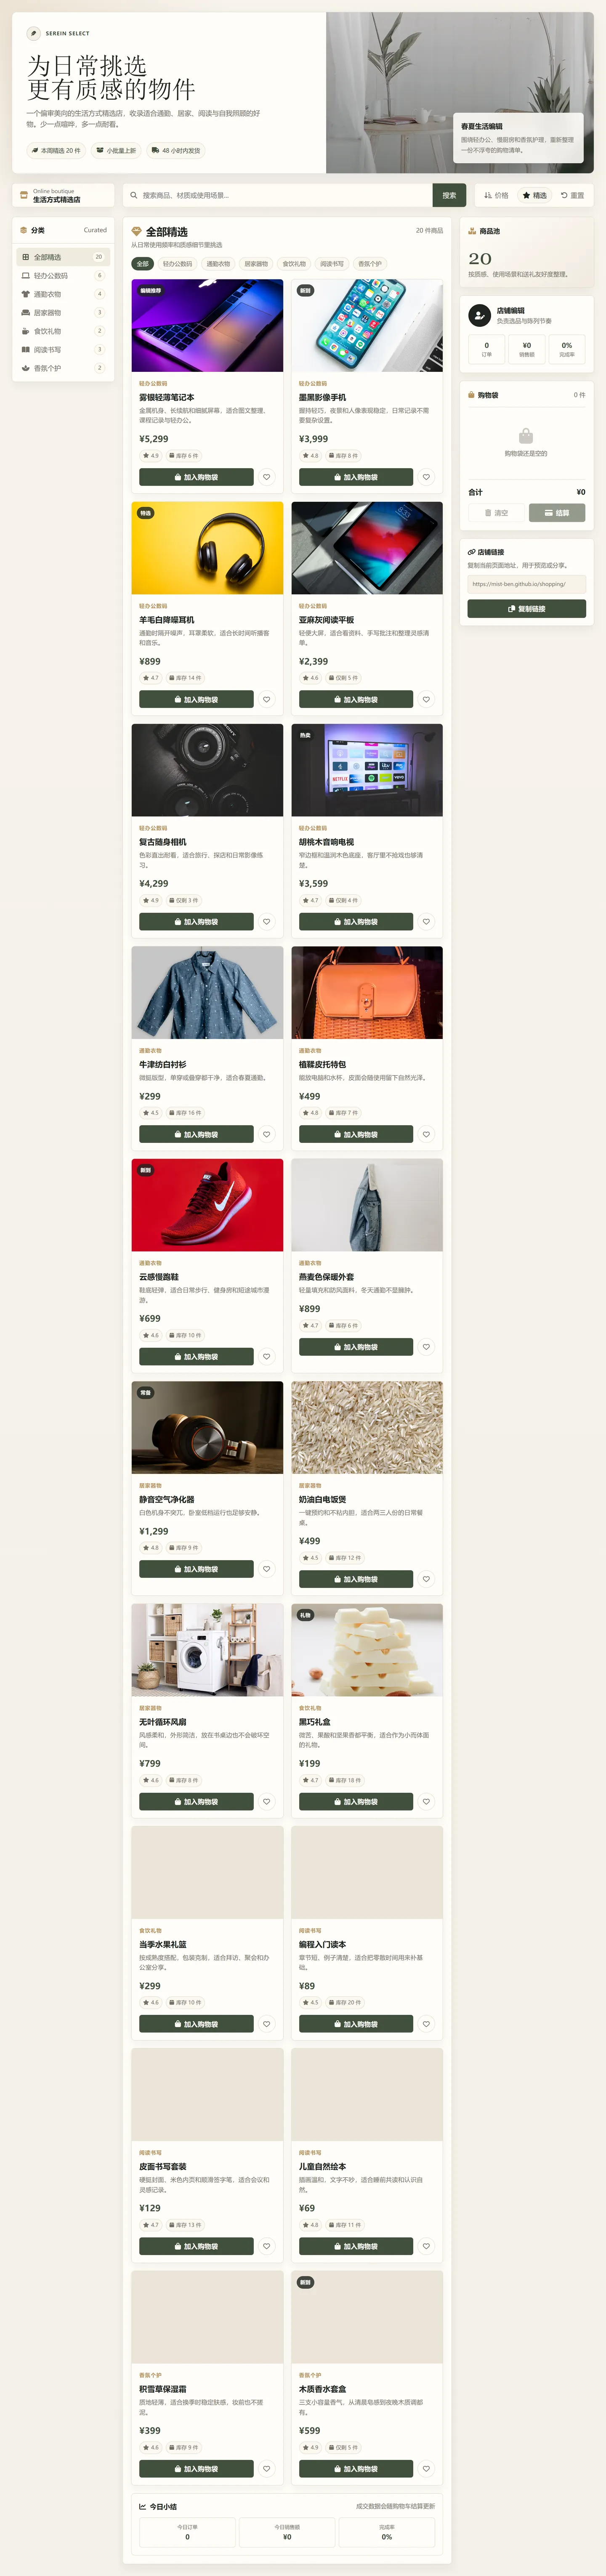 SEREIN SELECT
为日常挑选
更有质感的物件
一个偏审美向的生活方式精选店，收录适合通勤、居家、阅读与自我照顾的好
物。少一点喧哗，多一点耐看。
本周精选 20 件
小批量上新
48 小时内发货
春夏生活编辑
围绕轻办公、慢厨房和香氛护理，重新整理
一份不浮夸的购物清单。
Online boutique
生活方式精选店
搜索商品、材质或使用场景...
搜索
价格
精选
重置
分类
Curated
全部精选 20
轻办公数码 6
通勤衣物 4
居家器物 3
食饮礼物 2
阅读书写 3
香氛个护 2
全部精选
20 件商品
从日常使用频率和质感细节里挑选
全部
轻办公数码
通勤衣物
居家器物
食饮礼物
阅读书写
香氛个护
编辑推荐
轻办公数码
雾银轻薄笔记本
金属机身、长续航和细腻屏幕，适合图文整理、
课程记录与轻办公。
¥5,299
4.9
库存 6 件
加入购物袋
新到
轻办公数码
墨黑影像手机
握持轻巧，夜景和人像表现稳定，日常记录不需
要复杂设置。
¥3,999
4.8
库存 8 件
加入购物袋
特选
轻办公数码
羊毛白降噪耳机
通勤时隔开噪声，耳罩柔软，适合长时间听播客
和音乐。
¥899
4.7
库存 14 件
加入购物袋
轻办公数码
亚麻灰阅读平板
轻便大屏，适合看资料、手写批注和整理灵感清
单。
¥2,399
4.6
仅剩 5 件
加入购物袋
轻办公数码
复古随身相机
色彩直出耐看，适合旅行、探店和日常影像练
习。
¥4,299
4.9
仅剩 3 件
加入购物袋
热卖
NETFLIX
轻办公数码
胡桃木音响电视
窄边框和温润木色底座，客厅里不抢戏也够清
楚。
¥3,599
4.7
仅剩 4 件
加入购物袋
通勤衣物
牛津纺白衬衫
微挺版型，单穿或叠穿都干净，适合春夏通勤。
¥299
4.5
库存 16 件
加入购物袋
通勤衣物
植鞣皮托特包
能放电脑和水杯，皮面会随使用留下自然光泽。
¥499
4.8
库存 7 件
加入购物袋
新到
通勤衣物
云感慢跑鞋
鞋底轻弹，适合日常步行、健身房和短途城市漫
游。
¥699
4.6
库存 10 件
加入购物袋
通勤衣物
燕麦色保暖外套
轻量填充和防风面料，冬天通勤不显臃肿。
¥899
4.7
库存 6 件
加入购物袋
常备
居家器物
静音空气净化器
白色机身不突兀，卧室低档运行也足够安静。
¥1,299
4.8
库存 9 件
加入购物袋
居家器物
奶油白电饭煲
一键预约和不粘内胆，适合两三人份的日常餐
桌。
¥499
4.5
库存 12 件
加入购物袋
居家器物
无叶循环风扇
风感柔和，外形简洁，放在书桌边也不会破坏空
间。
¥799
4.6
库存 8 件
加入购物袋
礼物
食饮礼物
黑巧礼盒
微苦、果酸和坚果香都平衡，适合作为小而体面
的礼物。
¥199
4.7
库存 18 件
加入购物袋
食饮礼物
当季水果礼篮
按成熟度搭配，包装克制，适合拜访、聚会和办
公室分享。
¥299
4.6
库存 10 件
加入购物袋
阅读书写
编程入门读本
章节短，例子清楚，适合把零散时间用来补基
础。
¥89
4.5
库存 20 件
加入购物袋
阅读书写
皮面书写套装
硬挺封面、米色内页和顺滑签字笔，适合会议和
灵感记录。
¥129
4.7
库存 13 件
加入购物袋
阅读书写
儿童自然绘本
插画温和，文字不吵，适合睡前共读和认识自
然。
¥69
4.8
库存 11 件
加入购物袋
香氛个护
积雪草保湿霜
质地轻薄，适合换季时稳定肤感，妆前也不搓
泥。
¥399
4.6
库存 9 件
加入购物袋
新到
香氛个护
木质香水套盒
三支小容量香气，从清晨皂感到夜晚木质调都
有。
¥599
4.9
仅剩 5 件
加入购物袋
今日小结
成交数据会随购物车结算更新
今日订单
0
今日销售额
¥0
完成率
0%
商品池
20
按质感、使用场景和送礼友好度整理。
店铺编辑
负责选品与陈列节奏
0
订单
¥0
销售额
0%
完成率
购物袋
0 件
购物袋还是空的
合计
¥0
清空
结算
店铺链接
复制当前页面地址，用于预览或分享。
https://mist-ben.github.io/shopping/
复制链接